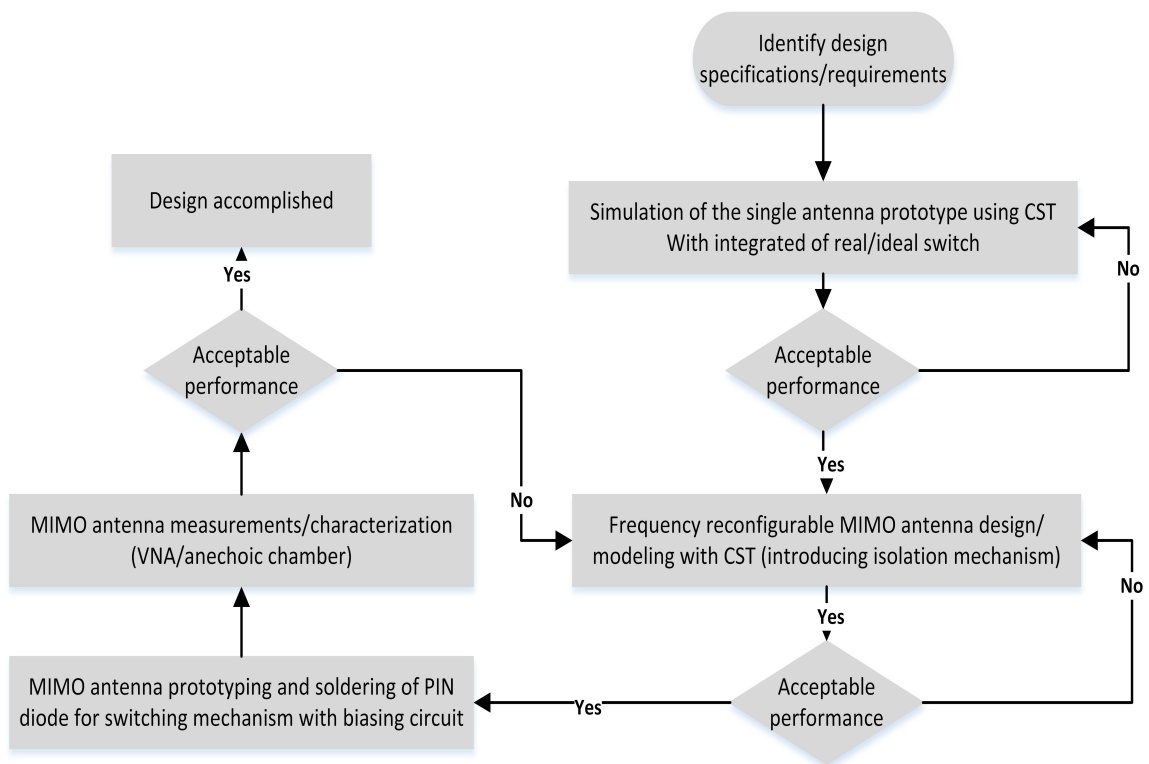 Identify design
specifications/requirements
Simulation of the single antenna prototype using CST
With integrated of real/ideal switch
No
Acceptable
performance
Yes
Frequency reconfigurable MIMO antenna design/
modeling with CST (introducing isolation mechanism)
No
Yes
Acceptable
performance
Yes
MIMO antenna prototyping and soldering of PIN
diode for switching mechanism with biasing circuit
MIMO antenna measurements/characterization
(VNA/anechoic chamber)
Acceptable
performance
No
Yes
Design accomplished